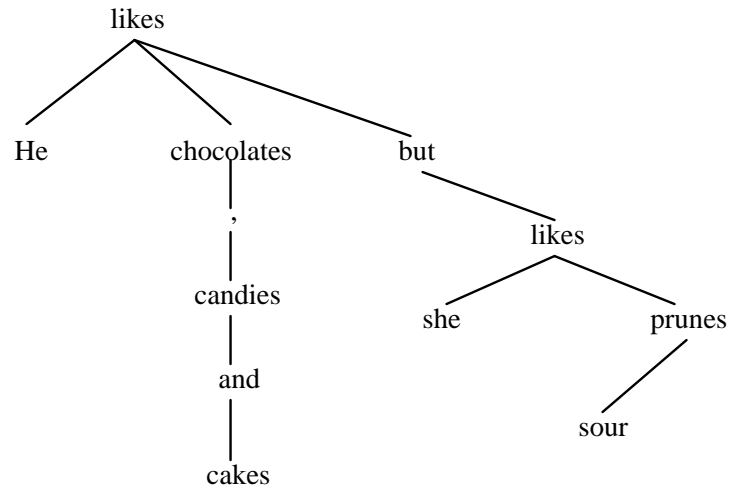 likes
He chocolates but
,
likes
candies
she prunes
and
sour
cakes